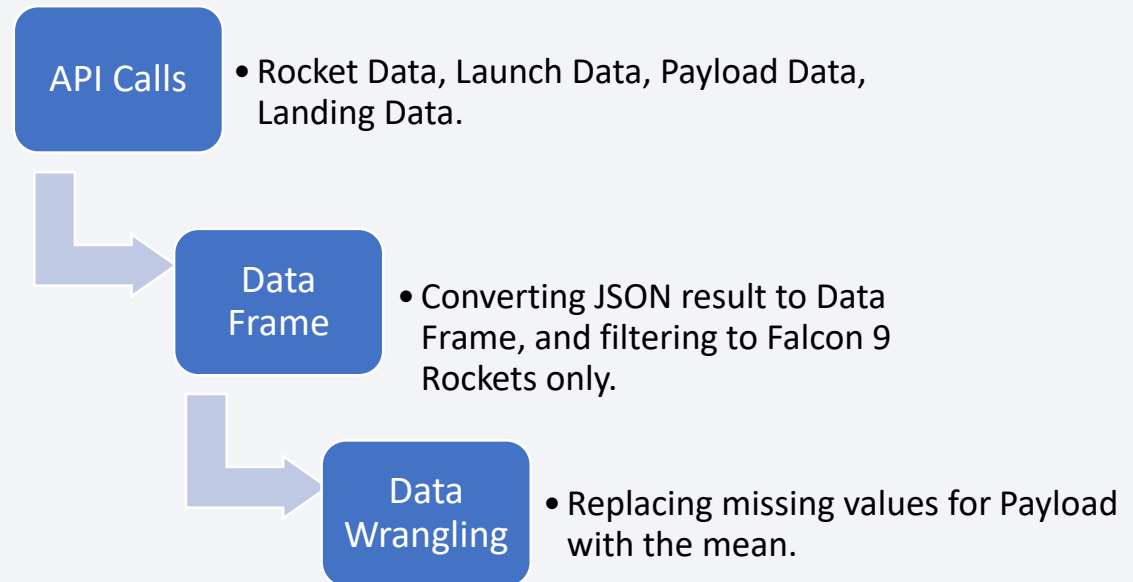 API Calls
• Rocket Data, Launch Data, Payload Data,
Landing Data.
Data
Frame
• Converting JSON result to Data
Frame, and filtering to Falcon 9
Rockets only.
Data
Wrangling
• Replacing missing values for Payload
with the mean.